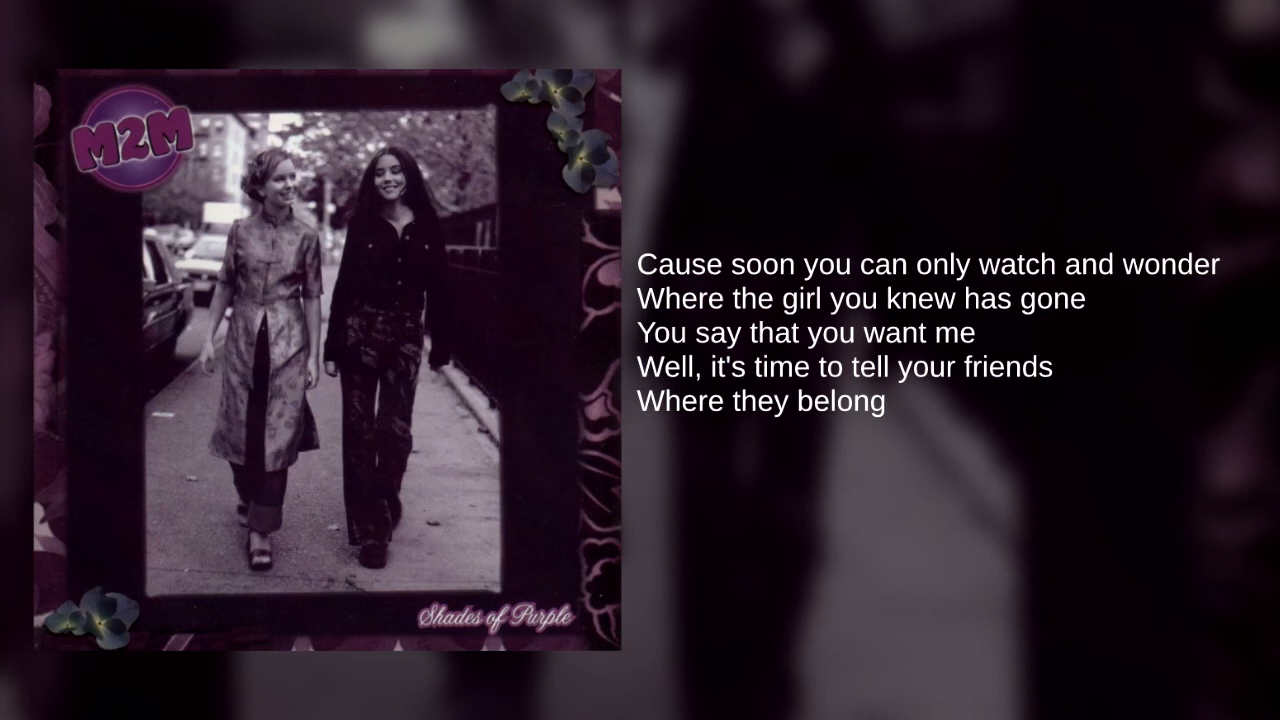 M2M
Cause soon you can only watch and wonder
Where the girl you knew has gone
You say that you want me
Well, it's time to tell your friends
Where they belong
Shades of Purple